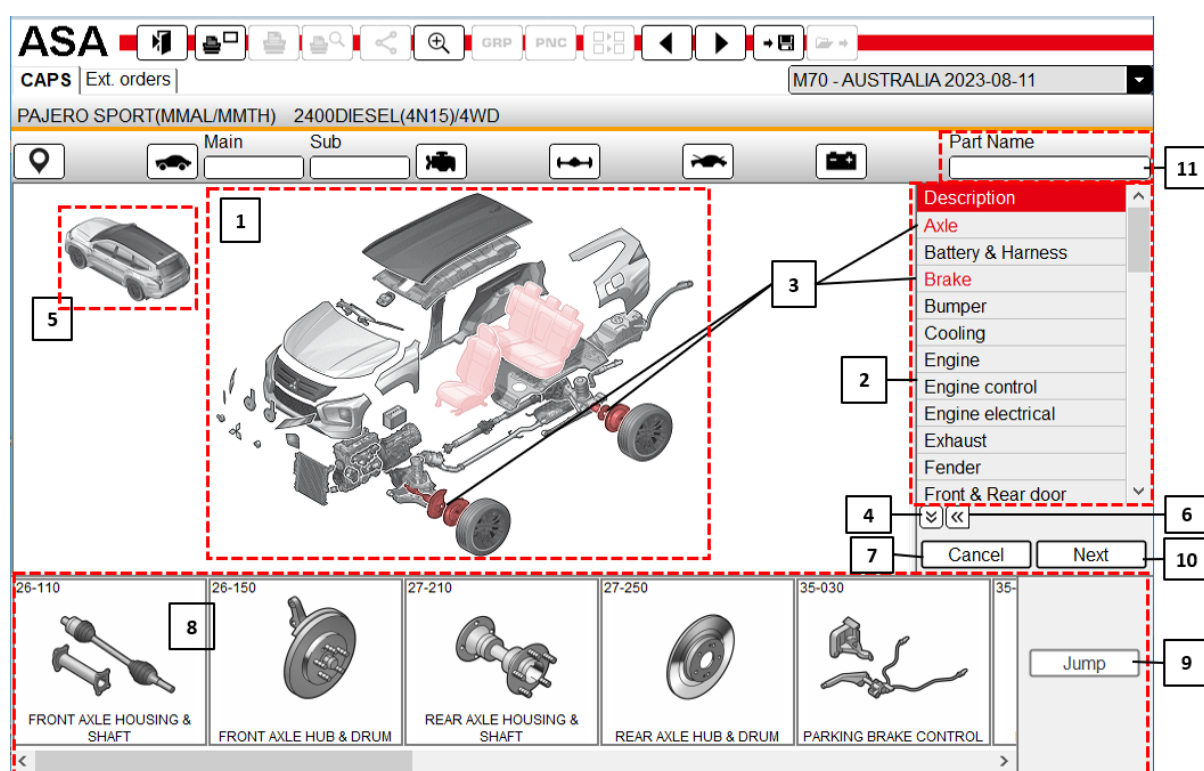 ASA
GRP
PNC
CAPS
Ext. orders
M70 - AUSTRALIA 2023-08-11
PAJERO SPORT(MMAL/MMTH) 2400DIESEL(4N15)/4WD
Main
Sub
Part Name
11
1
5
3
Description
Axle
Battery & Harness
Brake
Bumper
Cooling
Engine
Engine control
Engine electrical
Exhaust
Fender
Front & Rear door
2
4
6
7
Cancel
Next
10
26-110
26-150
27-210
27-250
35-030
35-
8
Jump
9
FRONT AXLE HOUSING &
SHAFT
FRONT AXLE HUB & DRUM
REAR AXLE HOUSING &
SHAFT
REAR AXLE HUB & DRUM
PARKING BRAKE CONTROL